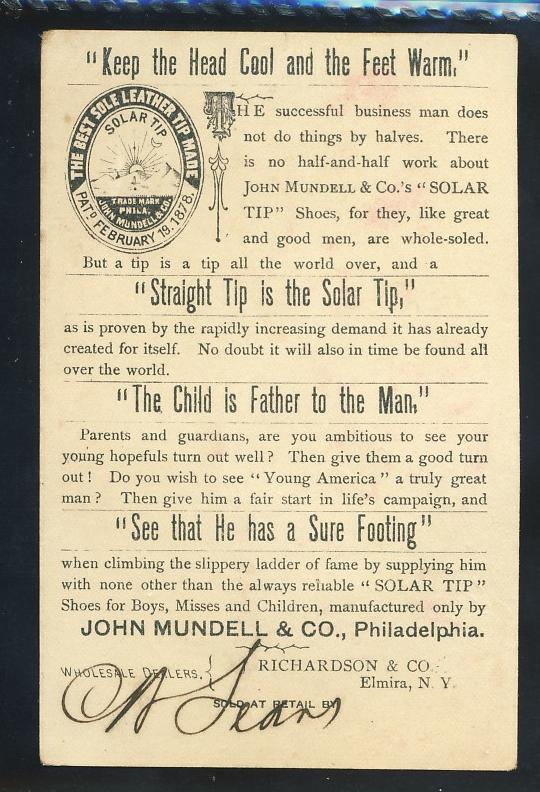 "Keep the Head Cool and the Feet Warm,"
THE BEST SOLE LEATHER TIP MADE
SOLAR TIP
TRADE MARK
PHILA.
JOHN MUNDELL & CO.
PATD FEBRUARY 19. 1878.
THE successful business man does
not do things by halves. There
is no half-and-half work about
JOHN MUNDELL & CO.'S "SOLAR
TIP" Shoes, for they, like great
and good men, are whole-soled.
But a tip is a tip all the world over, and a
"Straight Tip is the Solar Tip,"
as is proven by the rapidly increasing demand it has already
created for itself. No doubt it will also in time be found all
over the world.
"The Child is Father to the Man,"
Parents and guardians, are you ambitious to see your
young hopefuls turn out well? Then give them a good turn
out! Do you wish to see "Young America" a truly great
man? Then give him a fair start in life's campaign, and
"See that He has a Sure Footing"
when climbing the slippery ladder of fame by supplying him
with none other than the always reliable "SOLAR TIP"
Shoes for Boys, Misses and Children, manufactured only by
JOHN MUNDELL & CO., Philadelphia.
WHOLESALE DEALERS, { RICHARDSON & CO.
Elmira, N. Y.
SOLD AT RETAIL BY
Sears